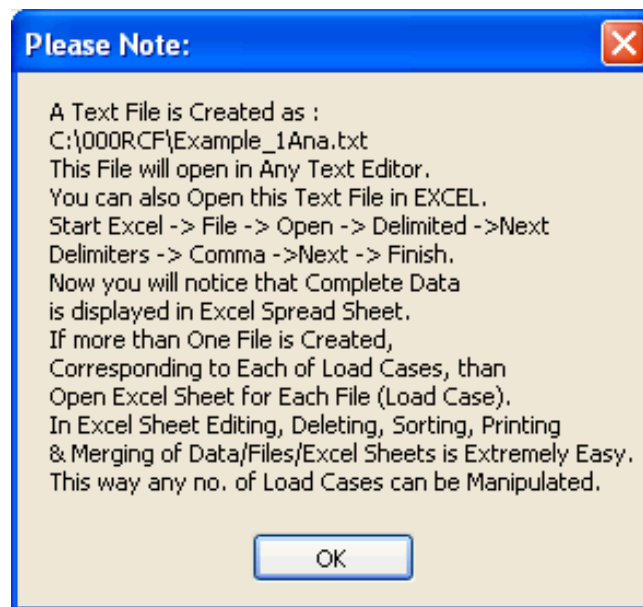 Please Note:
A Text File is Created as :
C:\000RCF\Example_1Ana.txt
This File will open in Any Text Editor.
You can also Open this Text File in EXCEL.
Start Excel -> File -> Open -> Delimited ->Next
Delimiters -> Comma ->Next -> Finish.
Now you will notice that Complete Data
is displayed in Excel Spread Sheet.
If more than One File is Created,
Corresponding to Each of Load Cases, than
Open Excel Sheet for Each File (Load Case).
In Excel Sheet Editing, Deleting, Sorting, Printing
& Merging of Data/Files/Excel Sheets is Extremely Easy.
This way any no. of Load Cases can be Manipulated.
OK